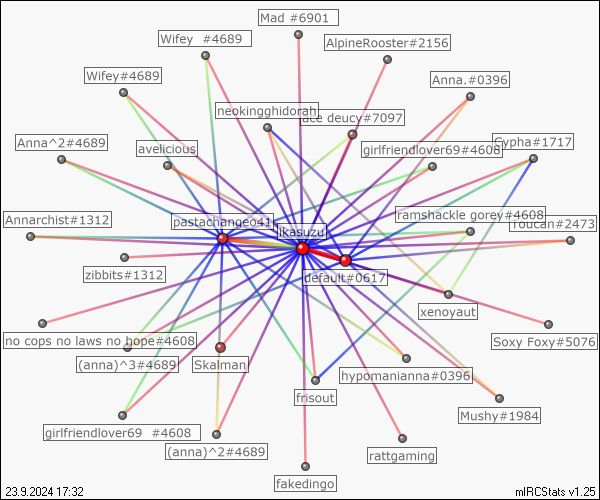 Mad #6901
Wifey  #4689
AlpineRooster#2156
Wifey#4689
Anna.#0396
neokingghidorah
ace deucy#7097
Anna^2#4689
avelicious
girlfriendlover69#4608
Cypha#1717
Annarchist#1312
pastachangeo41
ikasuzu
ramshackle gorey#4608
Toucan#2473
zibbits#1312
default#0617
xenoyaut
no cops no laws no hope#4608
Soxy Foxy#5076
(anna)^3#4689
Skalman
hypomanianna#0396
frisout
Mushy#1984
girlfriendlover69  #4608
(anna)^2#4689
rattgaming
fakedingo
23.9.2024 17:32
mIRCStats v1.25